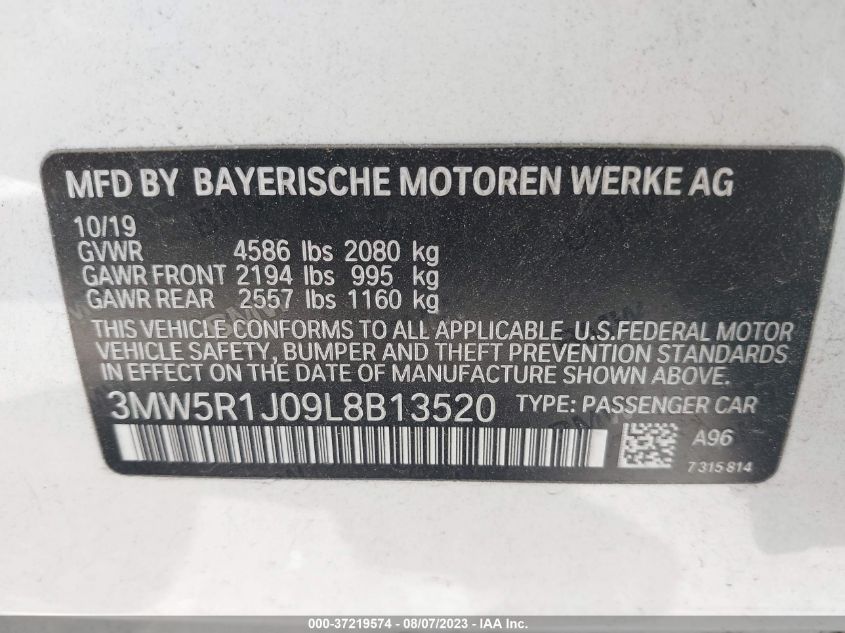 MFD BY BAYERISCHE MOTOREN WERKE AG
10/19
GVWR 4586 lbs 2080 kg
GAWR FRONT 2194 lbs 995 kg
GAWR REAR 2557 lbs 1160 kg
THIS VEHICLE CONFORMS TO ALL APPLICABLE U.S.FEDERAL MOTOR
VEHICLE SAFETY, BUMPER AND THEFT PREVENTION STANDARDS
IN EFFECT ON THE DATE OF MANUFACTURE SHOWN ABOVE.
3MW5R1J09L8B13520 TYPE: PASSENGER CAR
A96
7315814
000-37219574 - 08/07/2023 - IAA Inc.